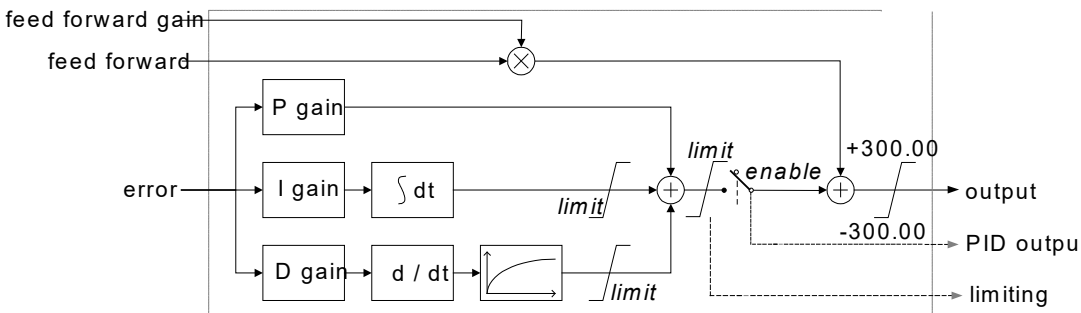 feed forward gain
feed forward
P gain
limit
enable
+300.00
error
I gain
∫ dt
limit
output
-300.00
PID outpu
D gain
d / dt
limit
limiting